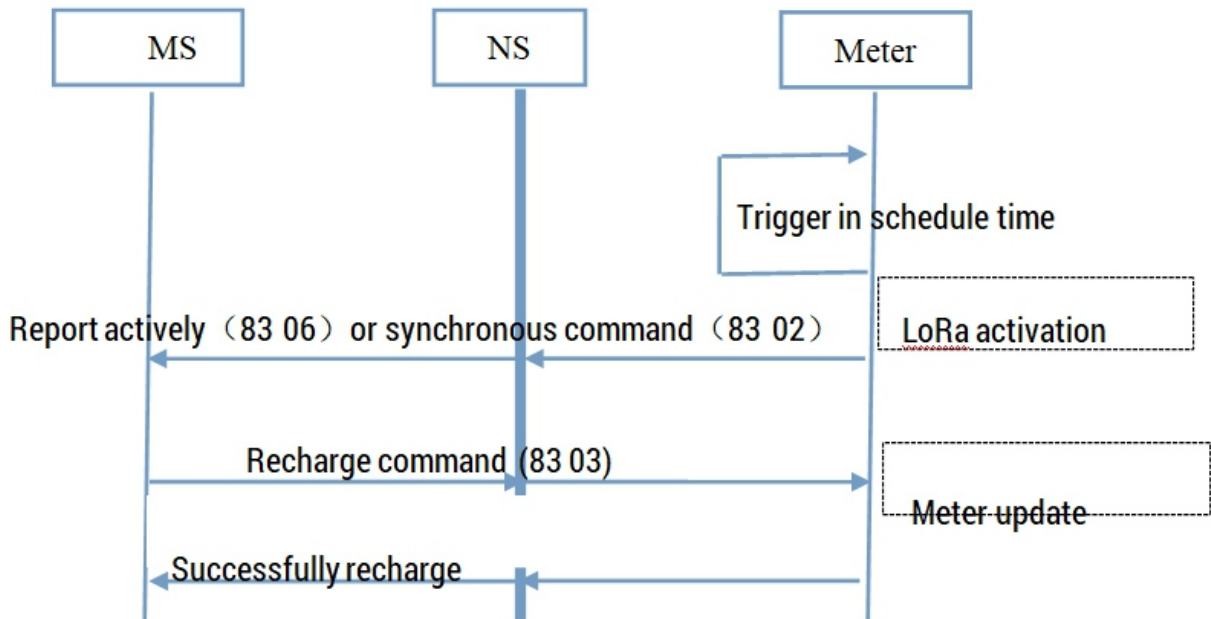 MS
NS
Meter
Trigger in schedule time
Report actively（83 06）or synchronous command（83 02）
LoRa activation
Recharge command (83 03)
Meter update
Successfully recharge